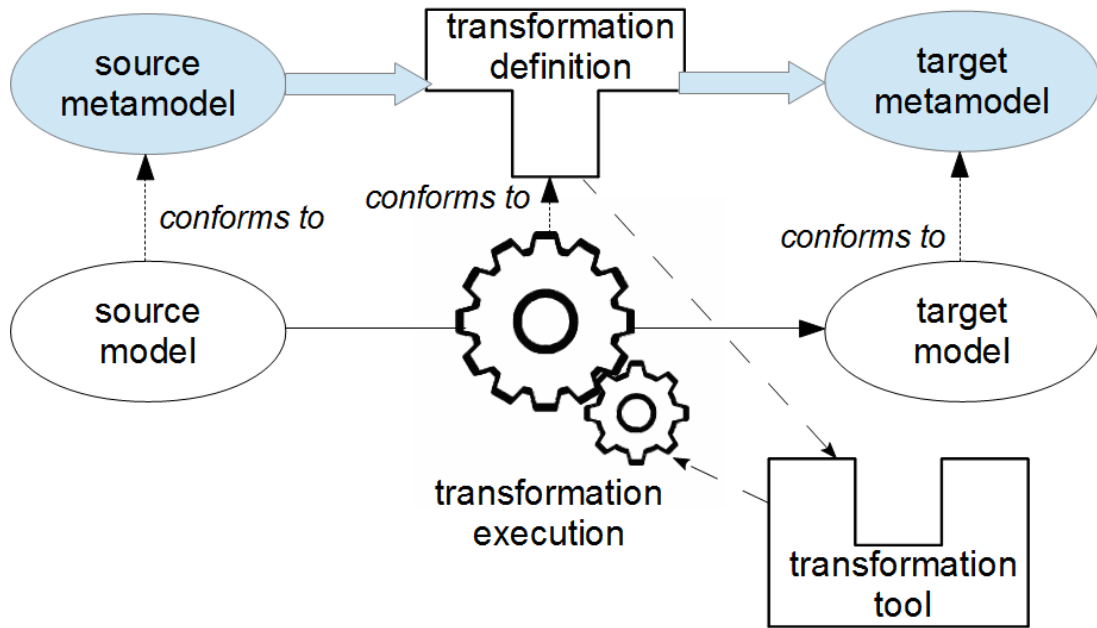 source
metamodel
transformation
definition
target
metamodel
conforms to
conforms to
conforms to
source
model
target
model
transformation
execution
transformation
tool